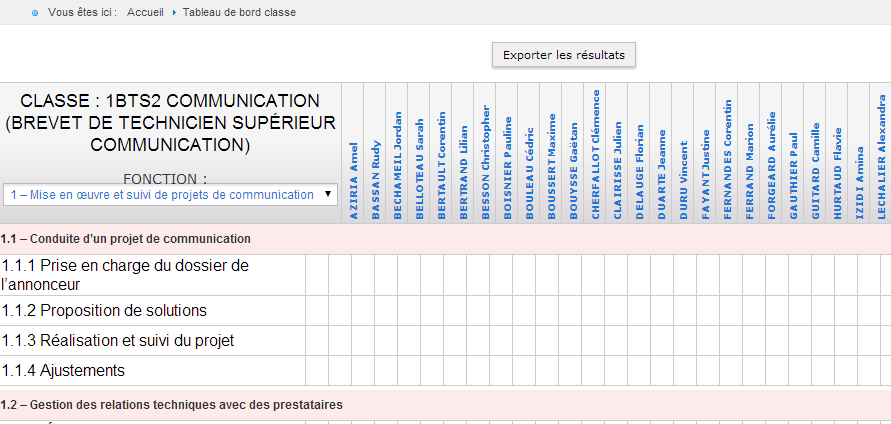 Vous êtes ici : Accueil Tableau de bord classe
Exporter les résultats
CLASSE : 1BTS2 COMMUNICATION
(BREVET DE TECHNICIEN SUPÉRIEUR
COMMUNICATION)
FONCTION :
1 – Mise en œuvre et suivi de projets de communication
AZIRIA Amel
BASSAN Rudy
BECHAMEIL Jordan
BELLOTEAU Sarah
BERTAULT Corentin
BERTRAND Lilian
BESSON Christopher
BOISNIER Pauline
BOULEAU Cédric
BOUSSERT Maxime
BOUYSSE Gaëtan
CHERFALLOT Clémence
CLAIRISSE Julien
DELAUGE Florian
DUARTE Jeanne
DURU Vincent
FAYANT Justine
FERNANDES Corentin
FERRAND Marion
FORGEARD Aurélie
GAUTHIER Paul
GUITARD Camille
HURTAUD Flavie
IZIDI Amina
LECHALIER Alexandra
1.1 – Conduite d’un projet de communication
1.1.1 Prise en charge du dossier de
l’annonceur
1.1.2 Proposition de solutions
1.1.3 Réalisation et suivi du projet
1.1.4 Ajustements
1.2 – Gestion des relations techniques avec des prestataires